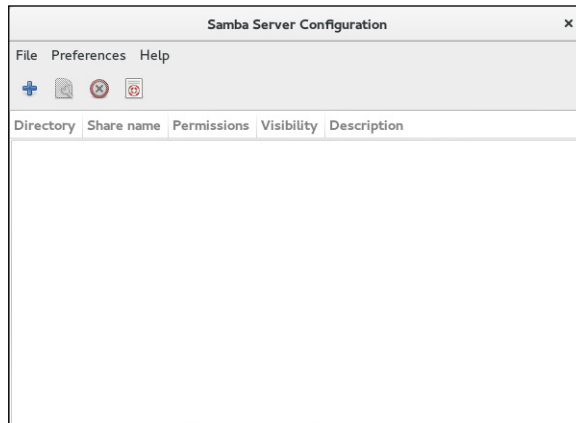 Samba Server Configuration ×
File Preferences Help
Directory Share name Permissions Visibility Description